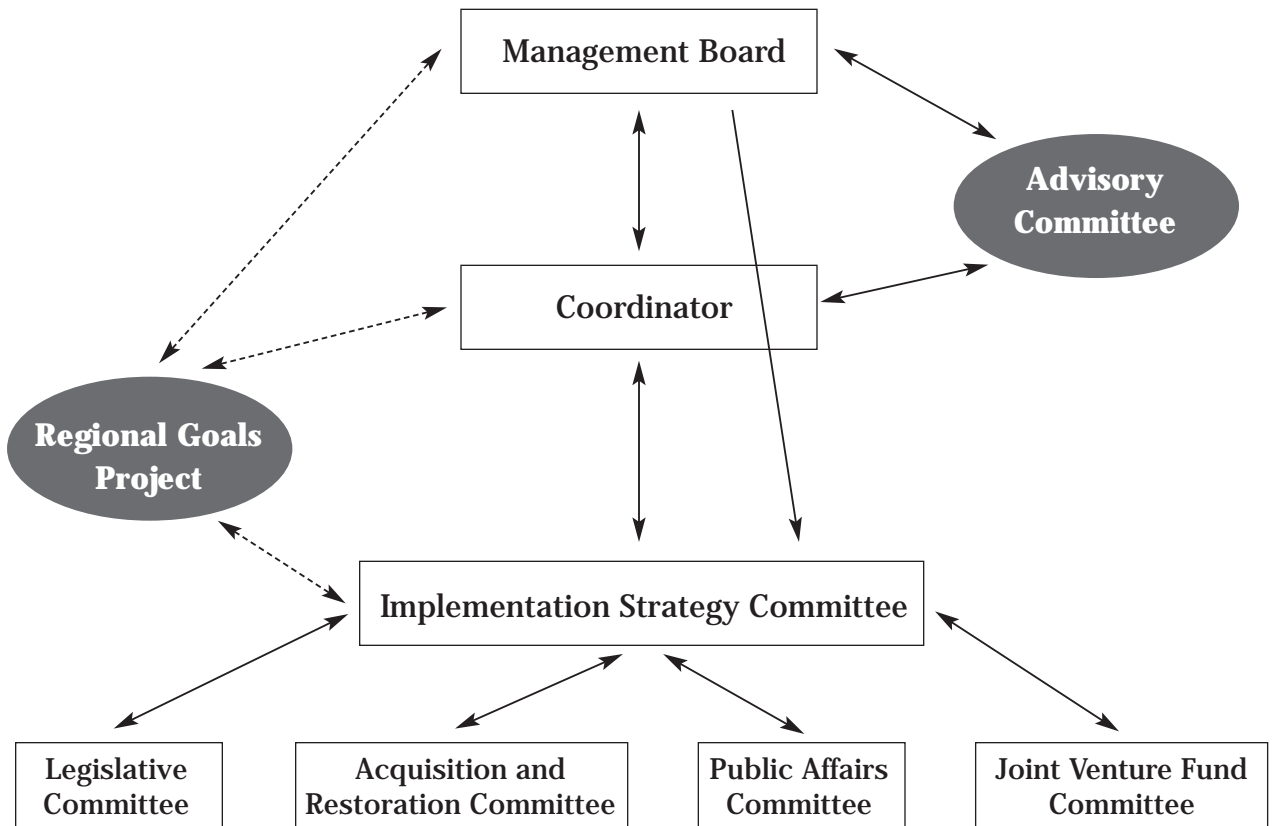 Management Board
Advisory
Committee
Coordinator
Regional Goals
Project
Implementation Strategy Committee
Legislative
Committee
Acquisition and
Restoration Committee
Public Affairs
Committee
Joint Venture Fund
Committee